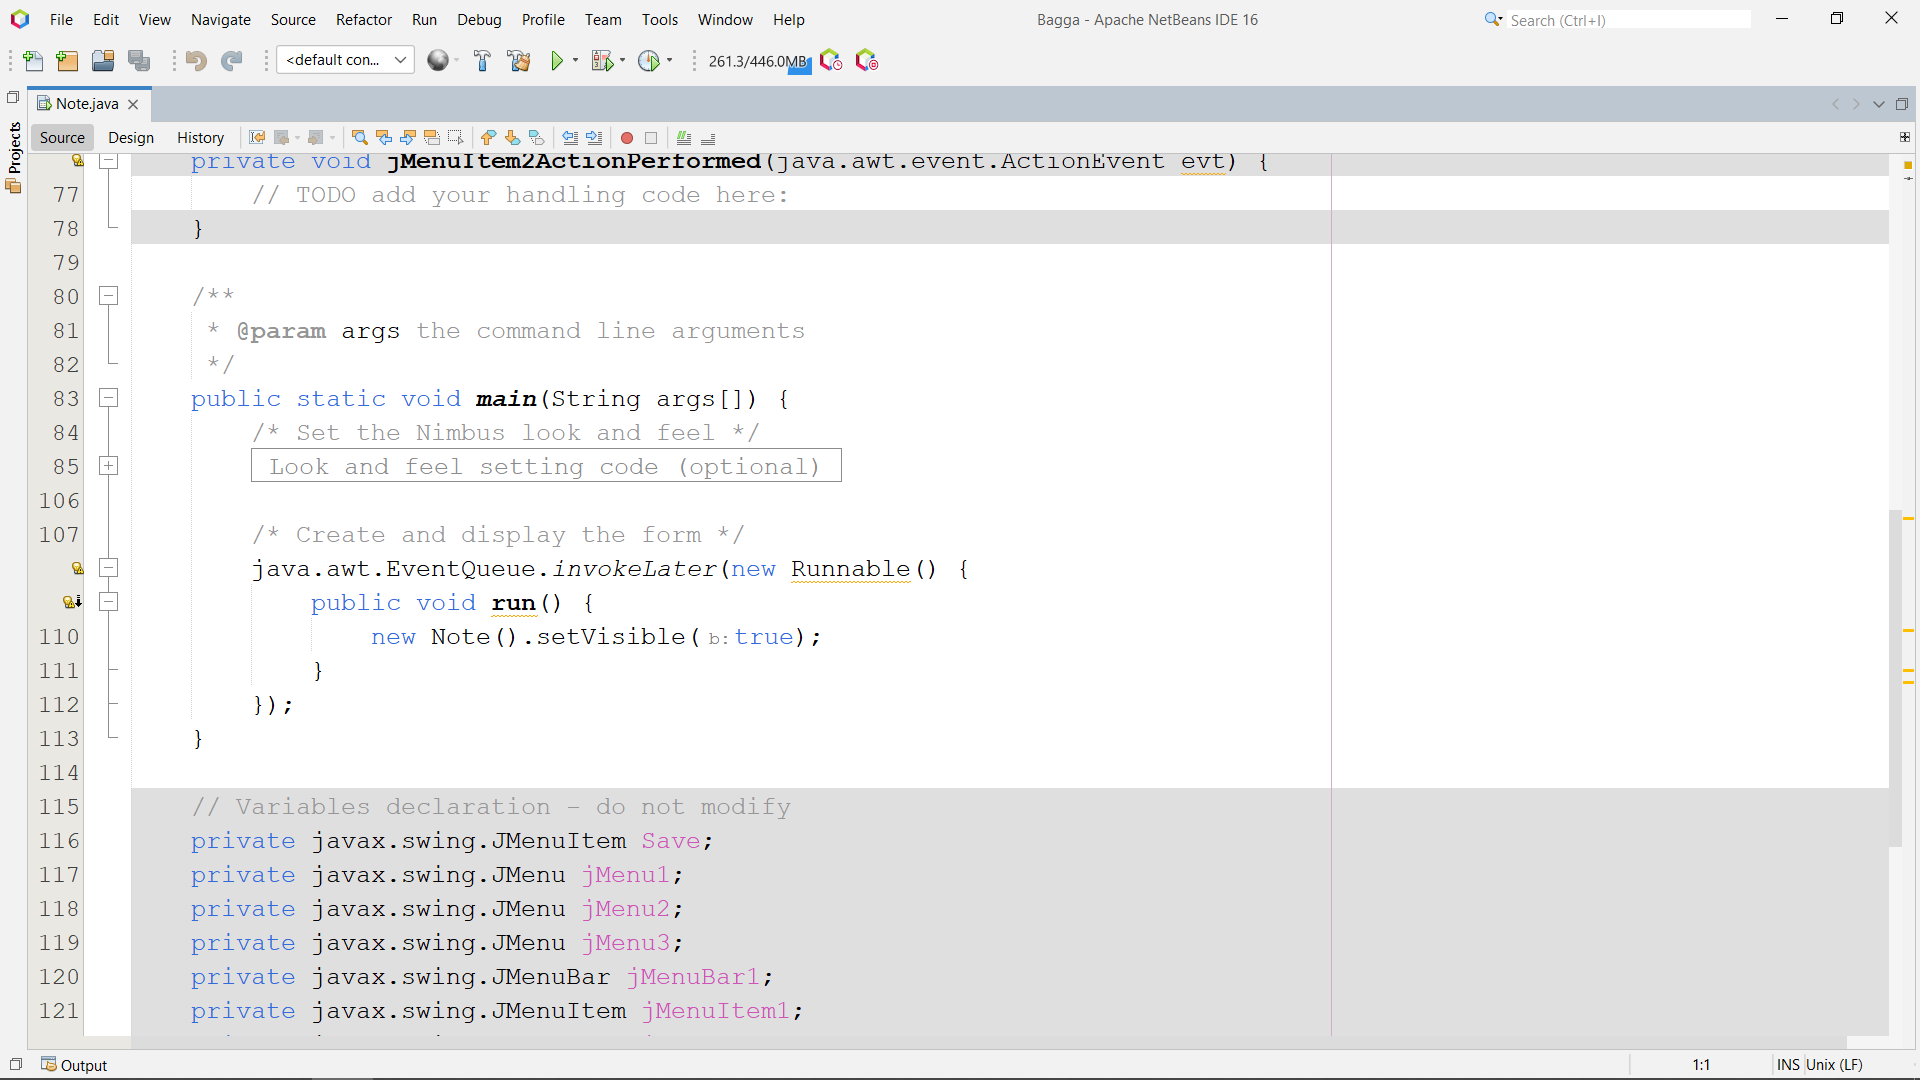 File Edit View Navigate Source Refactor Run Debug Profile Team Tools Window Help
Bagga - Apache NetBeans IDE 16
Search (Ctrl+I)
<default con...
261.3/446.0MB
Projects
Note.java
Source Design History
private void jMenuItem2ActionPerformed(java.awt.event.ActionEvent evt) {
77 // TODO add your handling code here:
78 }
79
80 /**
81 * @param args the command line arguments
82 */
83 public static void main(String args[]) {
84 /* Set the Nimbus look and feel */
85 Look and feel setting code (optional)
106
107 /* Create and display the form */
java.awt.EventQueue.invokeLater(new Runnable() {
public void run() {
110 new Note().setVisible( b:true);
111 }
112 });
113 }
114
115 // Variables declaration - do not modify
116 private javax.swing.JMenuItem Save;
117 private javax.swing.JMenu jMenu1;
118 private javax.swing.JMenu jMenu2;
119 private javax.swing.JMenu jMenu3;
120 private javax.swing.JMenuBar jMenuBar1;
121 private javax.swing.JMenuItem jMenuItem1;
Output
1:1 INS Unix (LF)